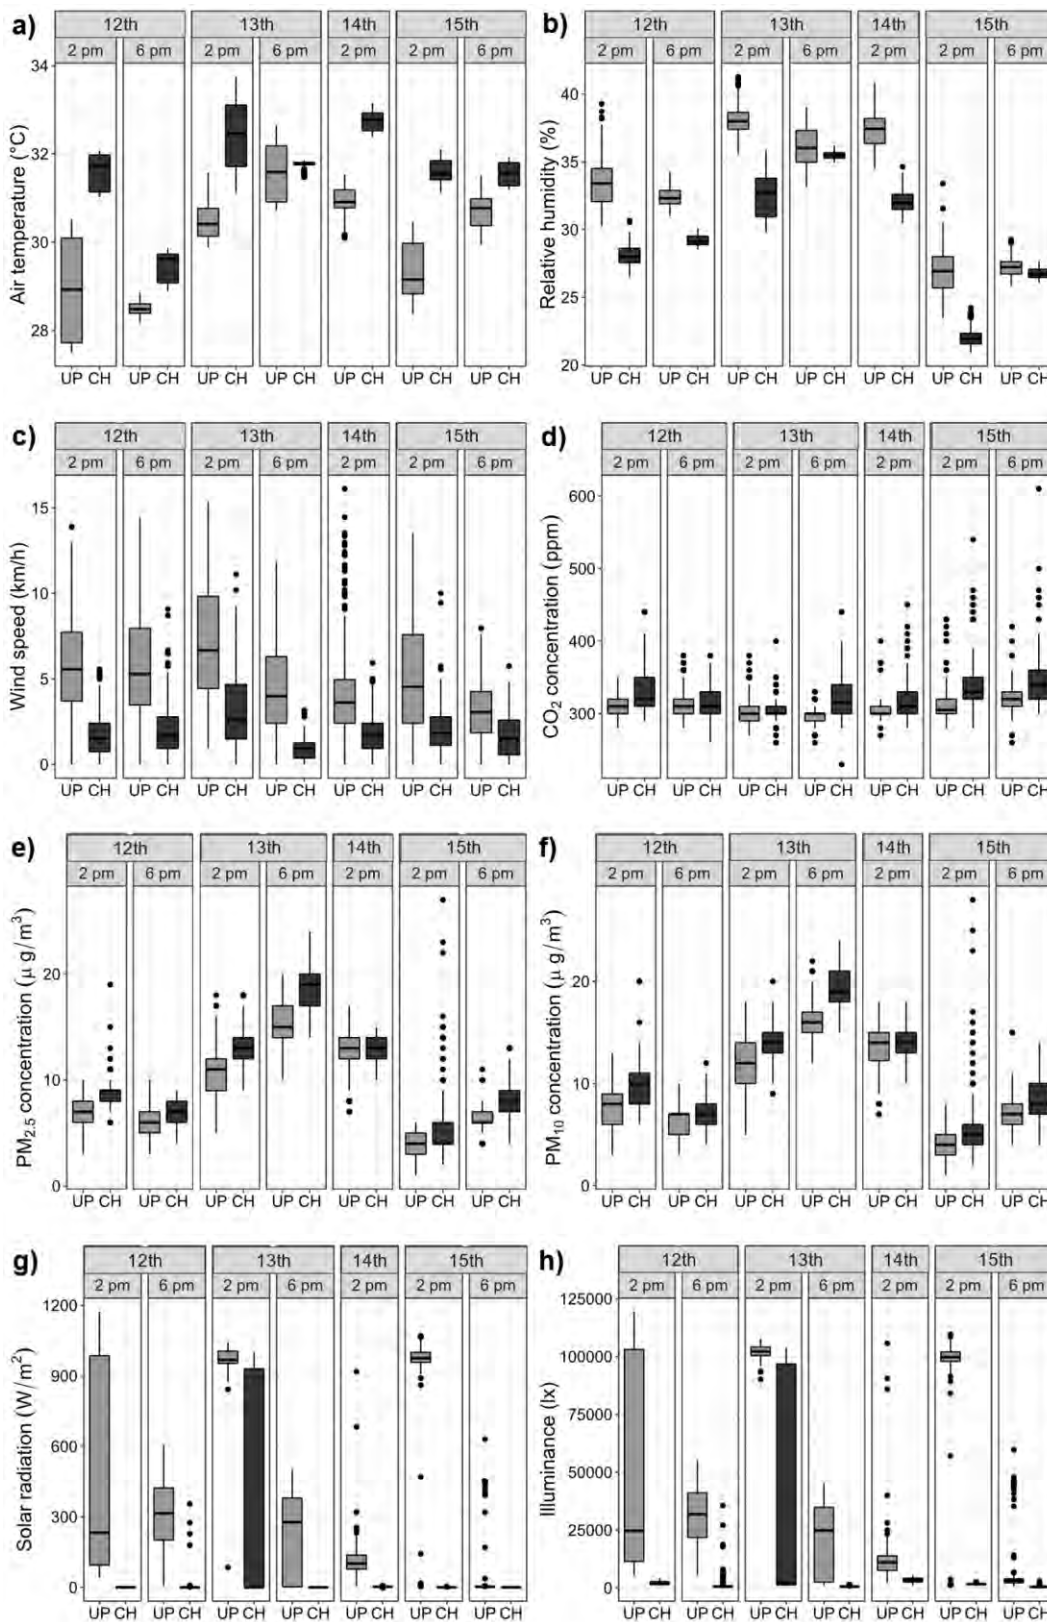 a)
12th 13th 14th 15th
2 pm 6 pm 2 pm 6 pm 2 pm 2 pm 6 pm
Air temperature (°C)
34
32
30
28
UP CH UP CH UP CH UP CH UP CH UP CH UP CH
b)
12th 13th 14th 15th
2 pm 6 pm 2 pm 6 pm 2 pm 2 pm 6 pm
Relative humidity (%)
40
35
30
25
20
UP CH UP CH UP CH UP CH UP CH UP CH UP CH
c)
12th 13th 14th 15th
2 pm 6 pm 2 pm 6 pm 2 pm 2 pm 6 pm
Wind speed (km/h)
15
10
5
0
UP CH UP CH UP CH UP CH UP CH UP CH UP CH
d)
12th 13th 14th 15th
2 pm 6 pm 2 pm 6 pm 2 pm 2 pm 6 pm
CO₂ concentration (ppm)
600
500
400
300
UP CH UP CH UP CH UP CH UP CH UP CH UP CH
e)
12th 13th 14th 15th
2 pm 6 pm 2 pm 6 pm 2 pm 2 pm 6 pm
PM₂.₅ concentration (μ g/m³)
20
10
0
UP CH UP CH UP CH UP CH UP CH UP CH UP CH
f)
12th 13th 14th 15th
2 pm 6 pm 2 pm 6 pm 2 pm 2 pm 6 pm
PM₁₀ concentration (μ g/m³)
20
10
0
UP CH UP CH UP CH UP CH UP CH UP CH UP CH
g)
12th 13th 14th 15th
2 pm 6 pm 2 pm 6 pm 2 pm 2 pm 6 pm
Solar radiation (W/m²)
1200
900
600
300
0
UP CH UP CH UP CH UP CH UP CH UP CH UP CH
h)
12th 13th 14th 15th
2 pm 6 pm 2 pm 6 pm 2 pm 2 pm 6 pm
Illuminance (lx)
125000
100000
75000
50000
25000
0
UP CH UP CH UP CH UP CH UP CH UP CH UP CH